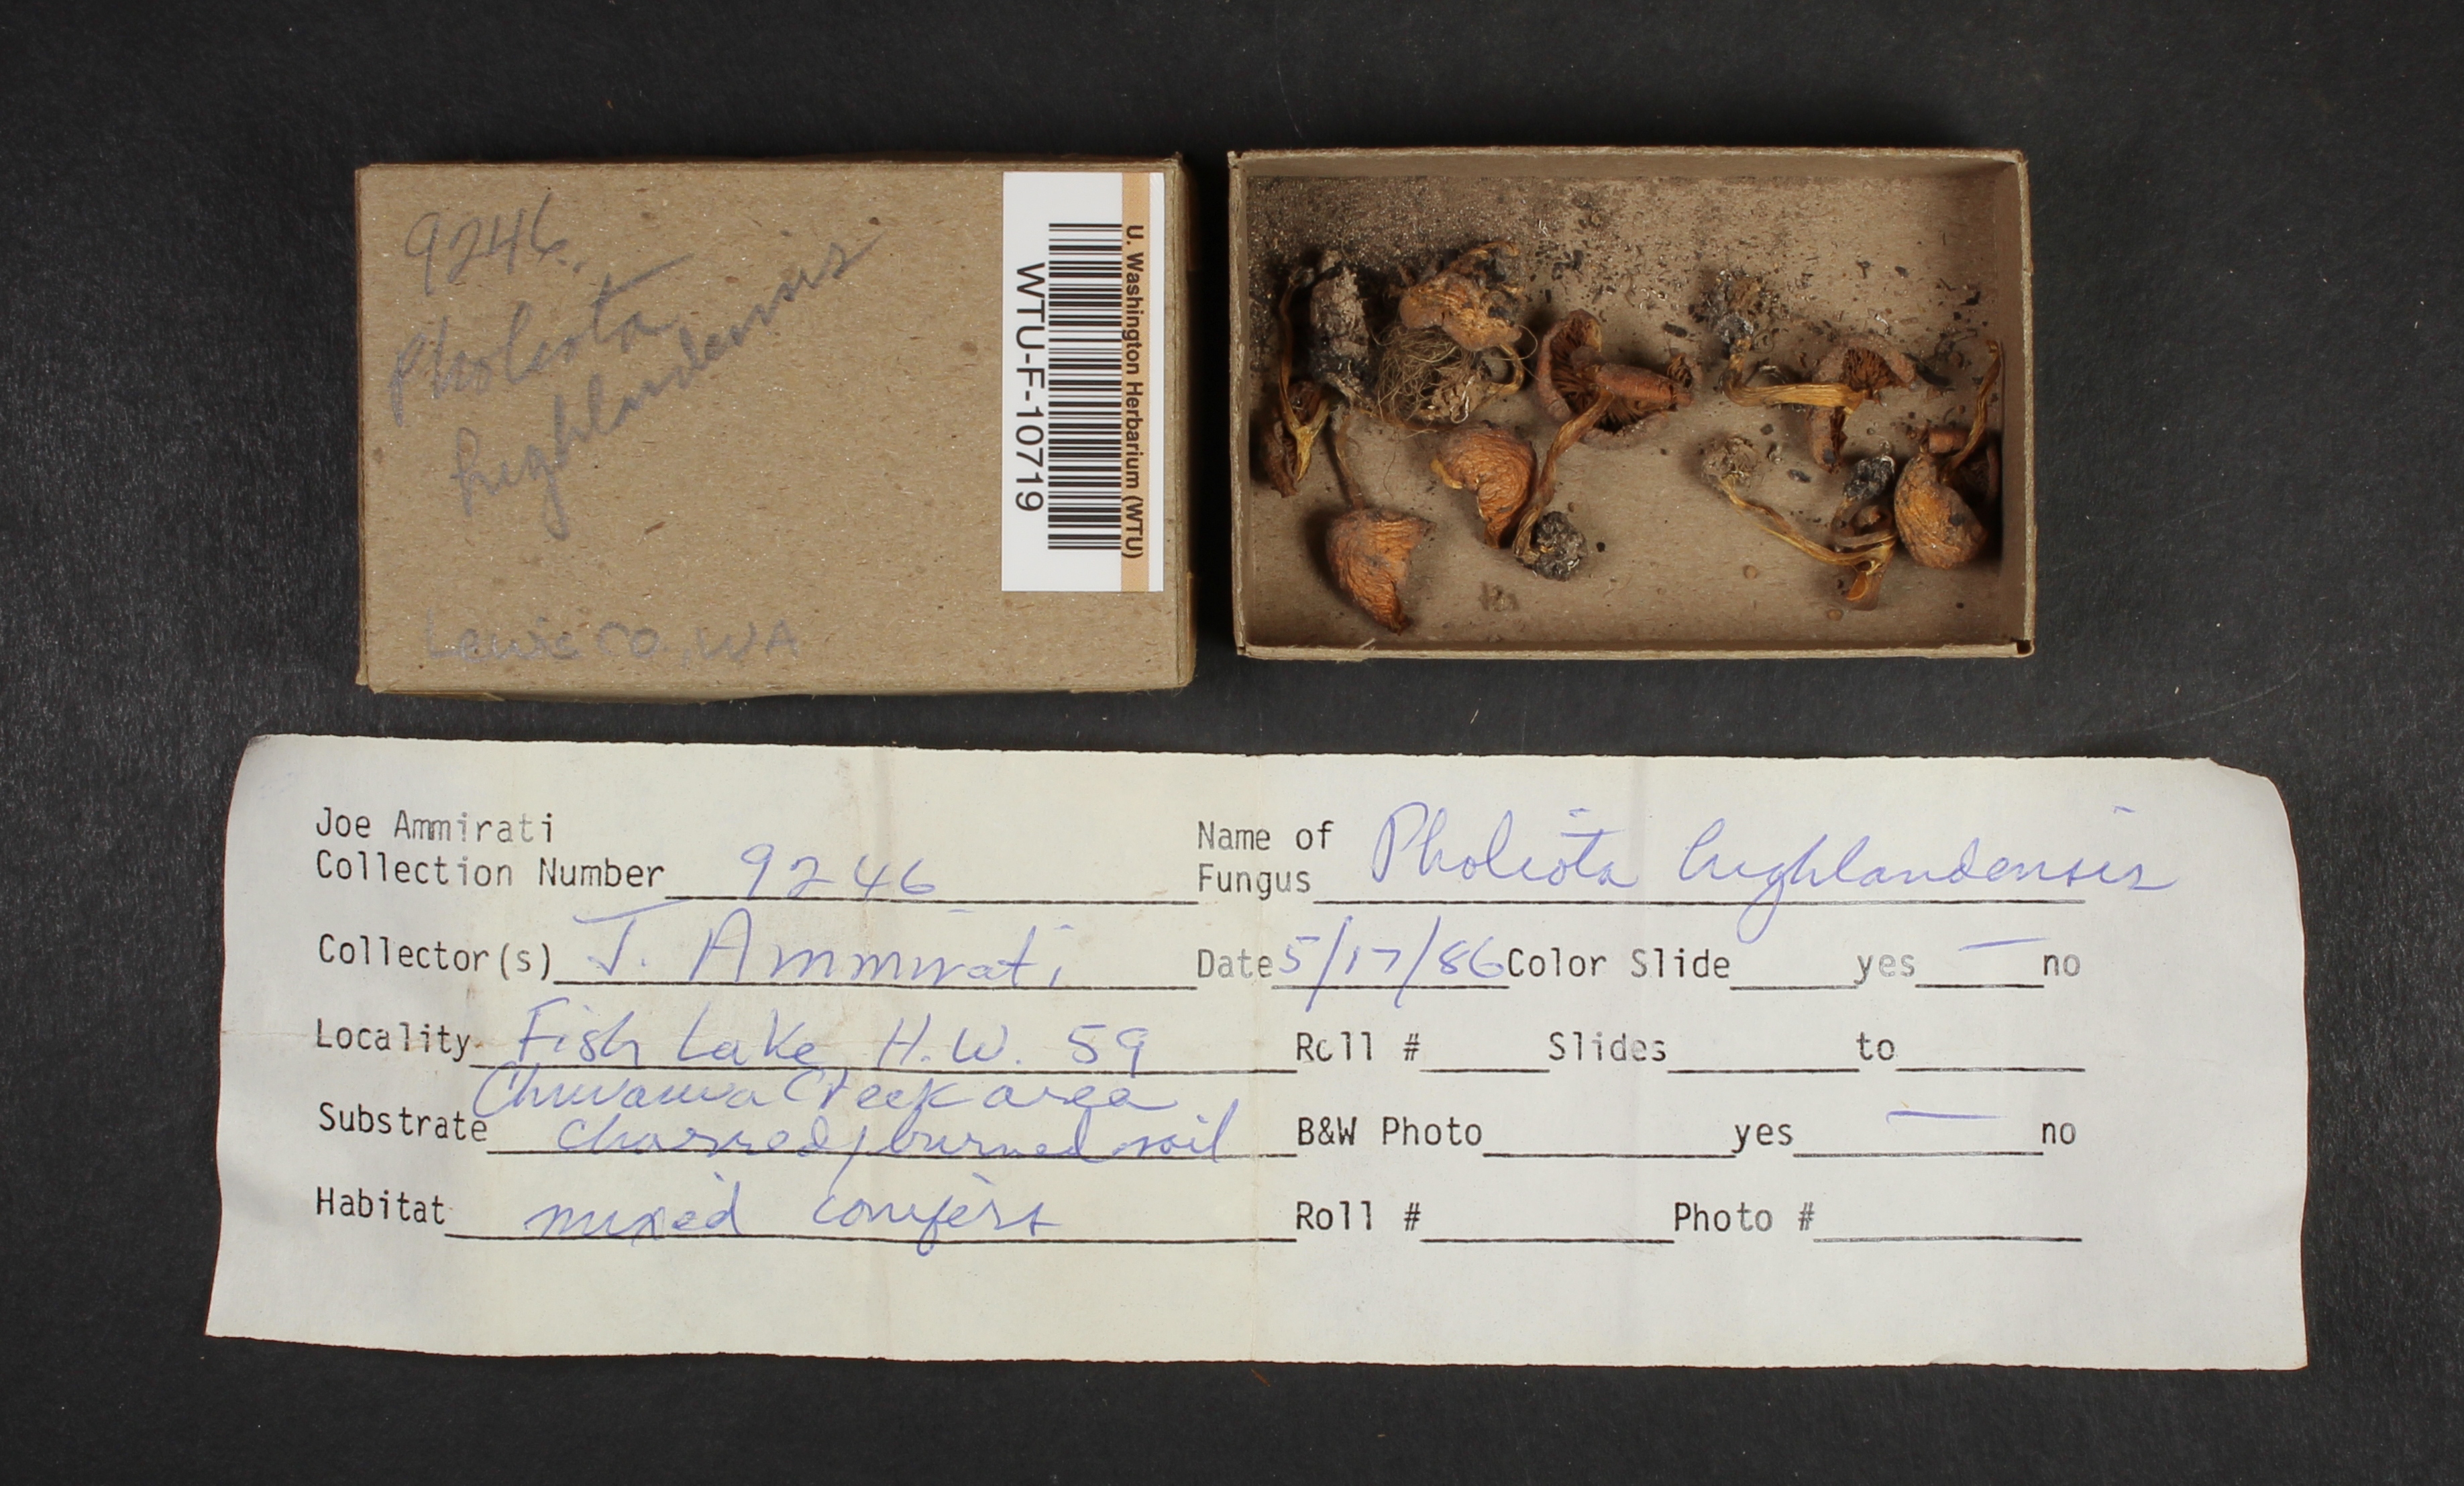 9246
Pholiota
highlandensis
Lewis Co, WA
U. Washington Herbarium (WTU)
WTU-F-10719
Joe Ammirati
Collection Number 9246
Name of
Fungus Pholiota highlandensis
Collector(s) J. Ammirati Date 5/17/86 Color Slide yes — no
Locality Fish Lake H.W. 59 Roll # Slides to
Chiwawa Creek area
Substrate charred/burned soil B&W Photo yes — no
Habitat mixed conifers Roll # Photo #